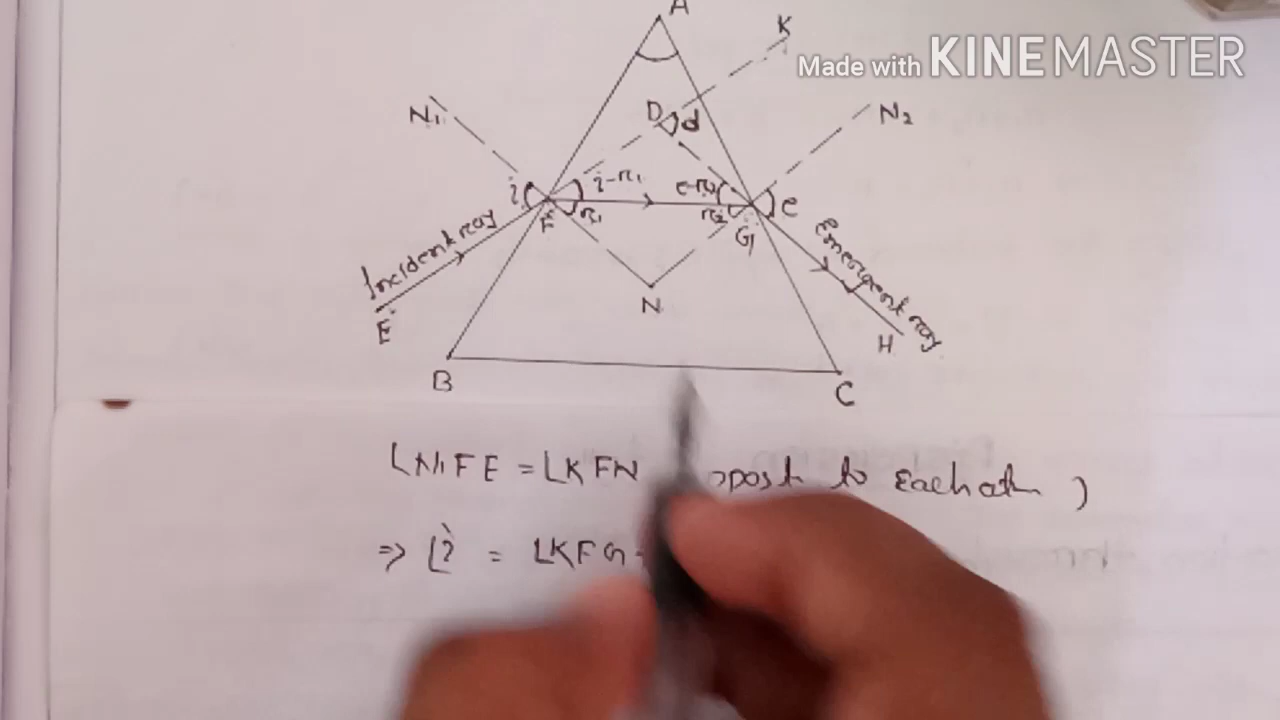 A
K
Made with KINEMASTER
N₁
D
d
N₂
i
i-r₁
e-r₂
e
F
r₁
r₂
G
Incident ray
Emergent ray
E
N
H
B
C
∠N₁FE = ∠KFN to Each oth )
⇒ ∠i = ∠KFG